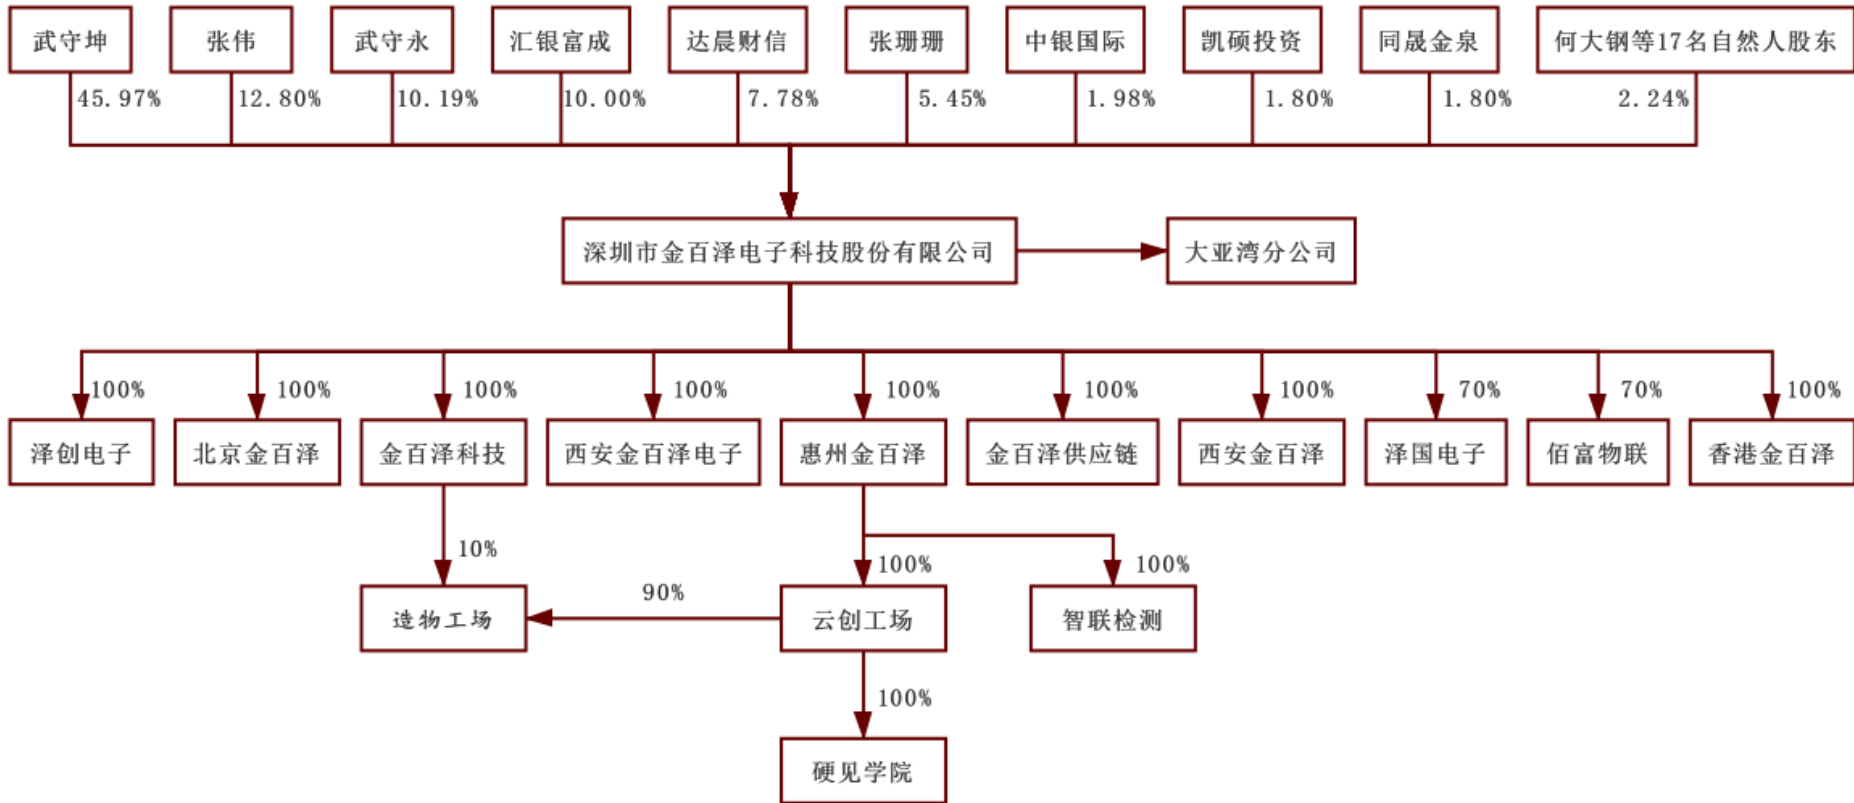 武守坤 张伟 武守永 汇银富成 达晨财信 张珊珊 中银国际 凯硕投资 同晟金泉 何大钢等17名自然人股东
45.97% 12.80% 10.19% 10.00% 7.78% 5.45% 1.98% 1.80% 1.80% 2.24%
深圳市金百泽电子科技股份有限公司 大亚湾分公司
100% 100% 100% 100% 100% 100% 100% 70% 70% 100%
泽创电子 北京金百泽 金百泽科技 西安金百泽电子 惠州金百泽 金百泽供应链 西安金百泽 泽国电子 佰富物联 香港金百泽
10% 100% 100%
90%
造物工场 云创工场 智联检测
100%
硬见学院